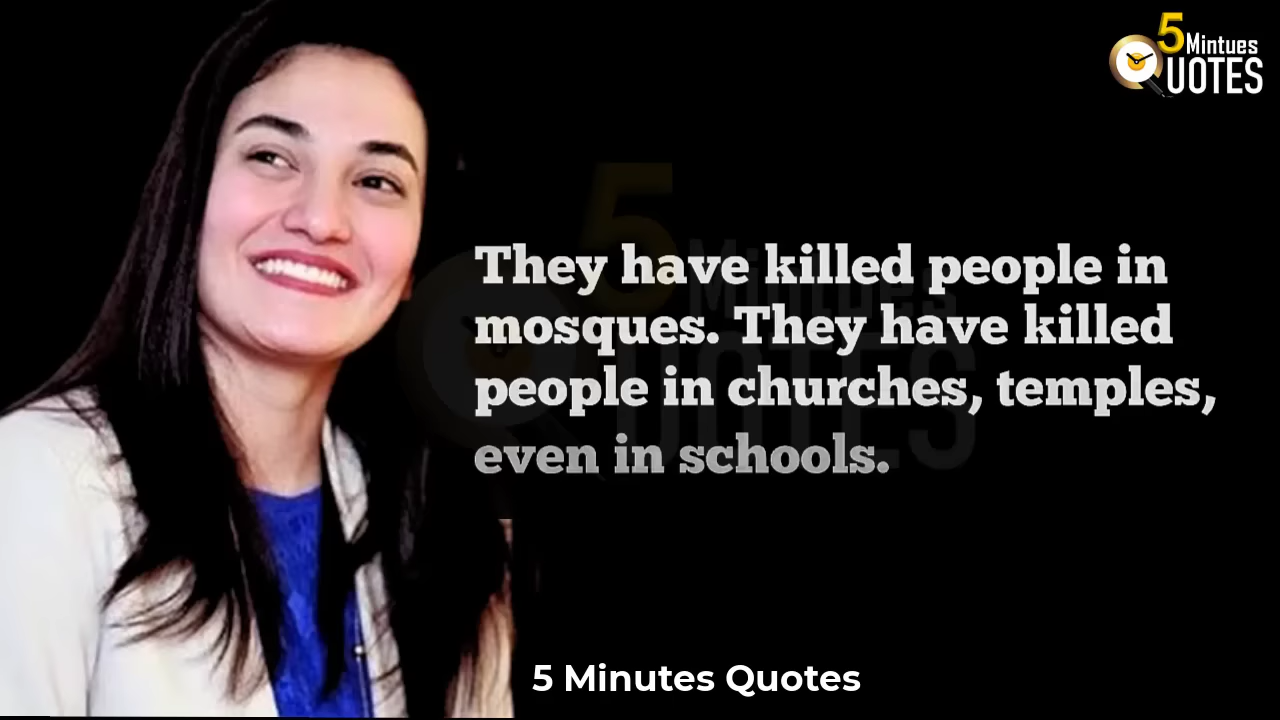 5 Mintues
QUOTES
They have killed people in
mosques. They have killed
people in churches, temples,
even in schools.
5 Minutes Quotes